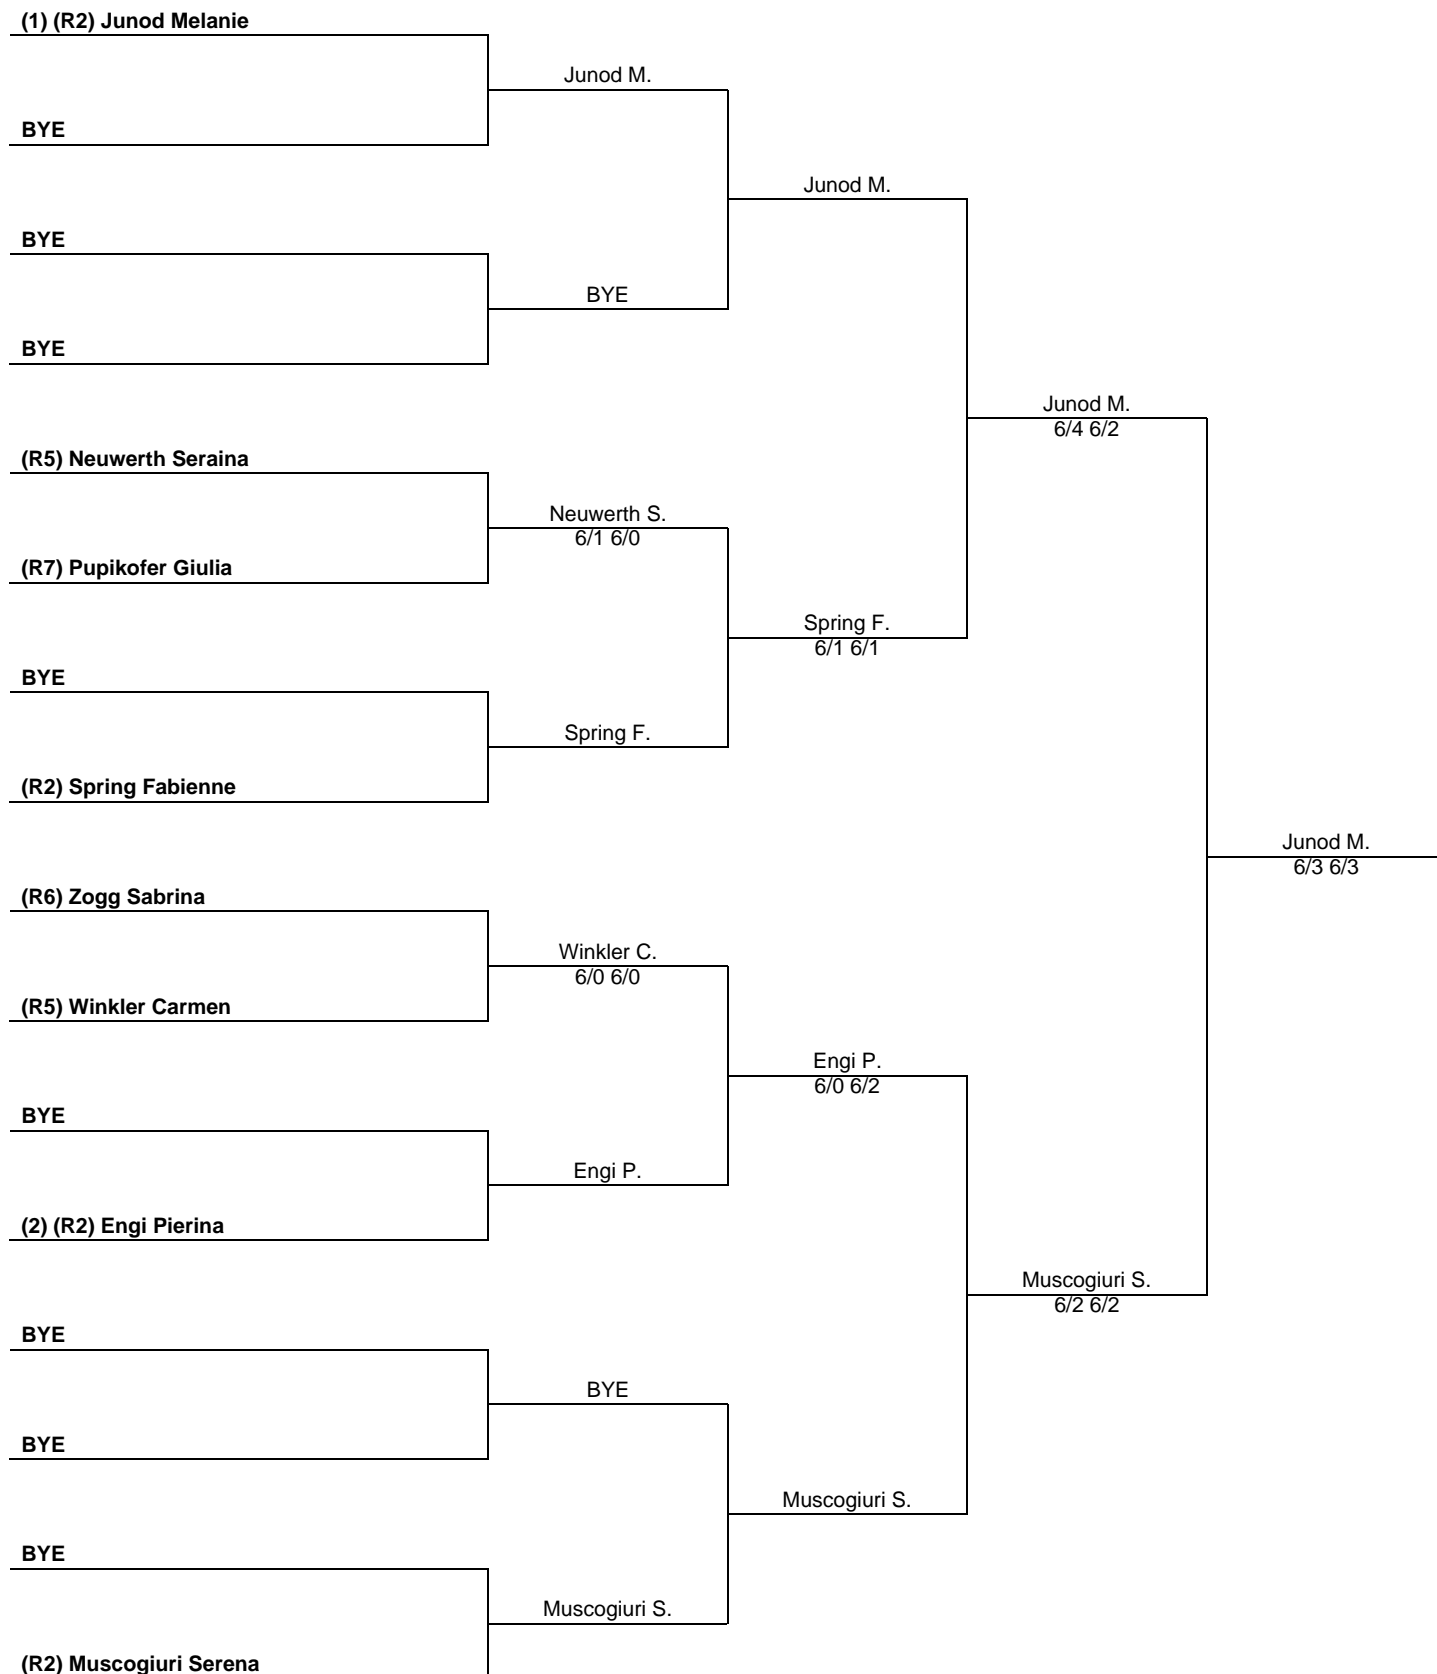 (1) (R2) Junod Melanie
Junod M.
BYE
Junod M.
BYE
BYE
BYE
Junod M.
6/4 6/2
(R5) Neuwerth Seraina
Neuwerth S.
6/1 6/0
(R7) Pupikofer Giulia
Spring F.
6/1 6/1
BYE
Spring F.
(R2) Spring Fabienne
Junod M.
6/3 6/3
(R6) Zogg Sabrina
Winkler C.
6/0 6/0
(R5) Winkler Carmen
Engi P.
6/0 6/2
BYE
Engi P.
(2) (R2) Engi Pierina
Muscogiuri S.
6/2 6/2
BYE
BYE
BYE
Muscogiuri S.
BYE
Muscogiuri S.
(R2) Muscogiuri Serena